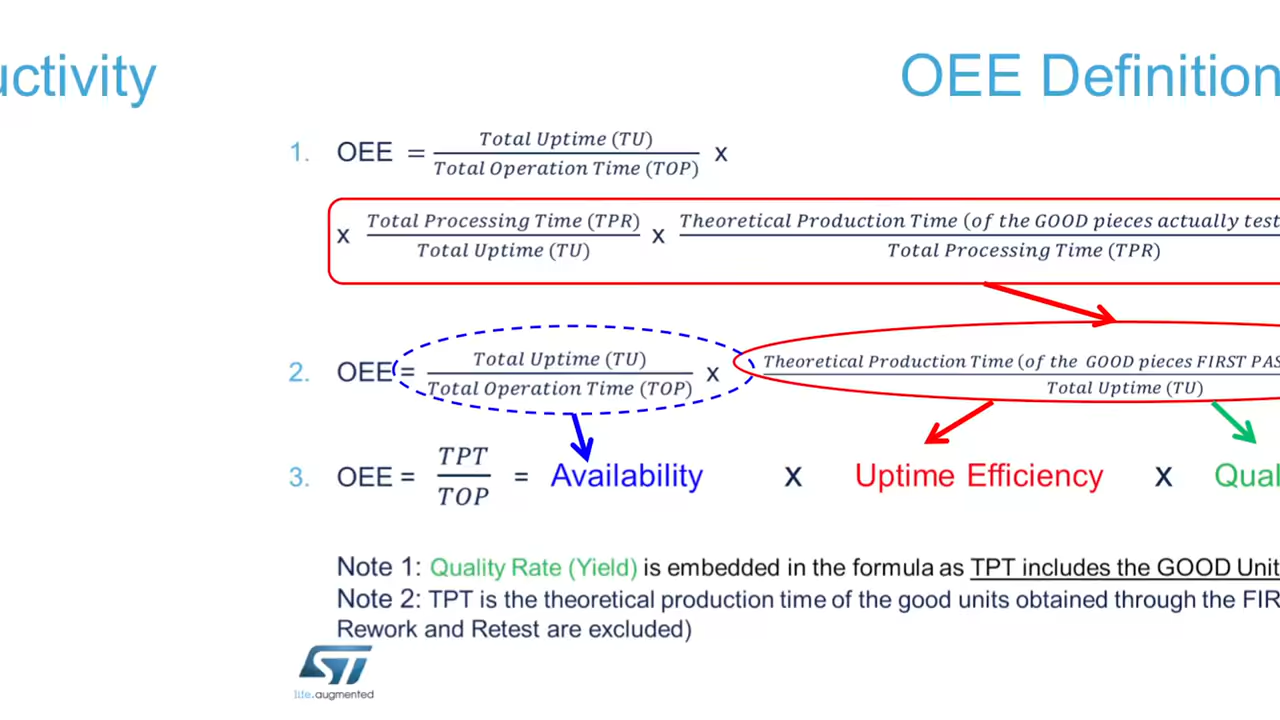 uctivity
OEE Definition
1. OEE = Total Uptime (TU) / Total Operation Time (TOP) x
x Total Processing Time (TPR) / Total Uptime (TU) x Theoretical Production Time (of the GOOD pieces actually test / Total Processing Time (TPR)
2. OEE = Total Uptime (TU) / Total Operation Time (TOP) x Theoretical Production Time (of the GOOD pieces FIRST PAS / Total Uptime (TU)
3. OEE = TPT / TOP = Availability x Uptime Efficiency x Qual
Note 1: Quality Rate (Yield) is embedded in the formula as TPT includes the GOOD Unit
Note 2: TPT is the theoretical production time of the good units obtained through the FIR
Rework and Retest are excluded)
ST
life.augmented